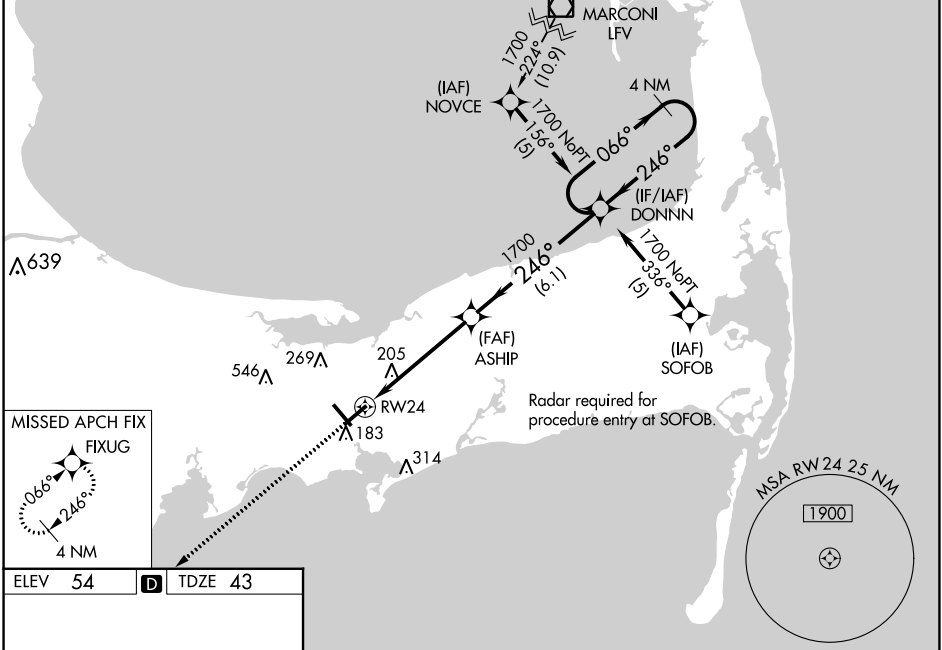 MARCONI
LFV
1700
224°
(10.9)
(IAF)
NOVCE
4 NM
1700 NoPT
156°
(5)
066°
246°
(IF/IAF)
DONNN
1700
246°
(6.1)
1700 NoPT
336°
(5)
639
(FAF)
ASHIP
(IAF)
SOFOB
546
269
205
RW24
183
314
Radar required for
procedure entry at SOFOB.
MISSED APCH FIX
FIXUG
066°
246°
4 NM
MSA RW24 25 NM
1900
ELEV 54 D TDZE 43